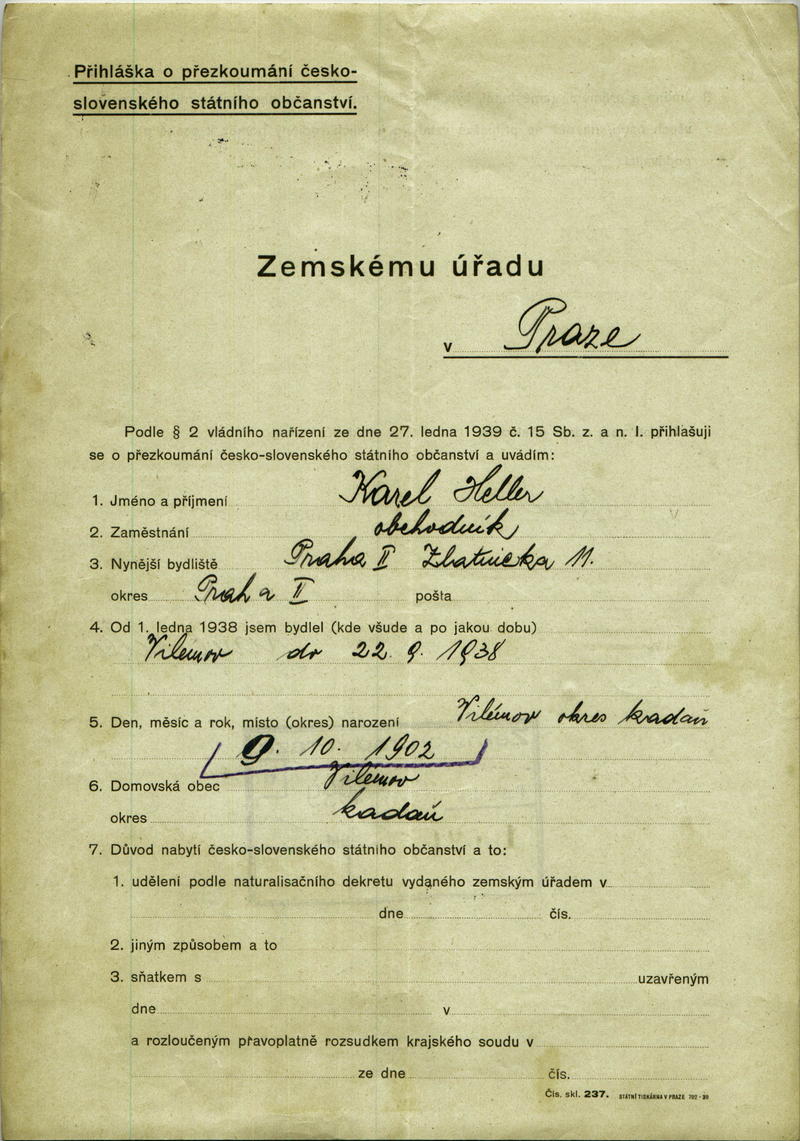 Přihláška o přezkoumání česko-
slovenského státního občanství.
Zemskému úřadu
v Praze
Podle § 2 vládního nařízení ze dne 27. ledna 1939 č. 15 Sb. z. a n. I. přihlašuji
se o přezkoumání česko-slovenského státního občanství a uvádím:
1. Jméno a příjmení Karel Heller
2. Zaměstnání obchodník
3. Nynější bydliště Praha II Zlatnická 11.
okres Praha II pošta
4. Od 1. ledna 1938 jsem bydlel (kde všude a po jakou dobu)
Vilémov do 22. 9. 1938
5. Den, měsíc a rok, místo (okres) narození Vilémov okres kadaň
9. 10. 1902
6. Domovská obec Vilémov
okres kadaň
7. Důvod nabytí česko-slovenského státního občanství a to:
1. udělení podle naturalisačního dekretu vydaného zemským úřadem v
dne čís.
2. jiným způsobem a to
3. sňatkem s uzavřeným
dne v
a rozloučeným pravoplatně rozsudkem krajského soudu v
ze dne čís.
Čís. skl. 237. STÁTNÍ TISKÁRNA V PRAZE 702-39